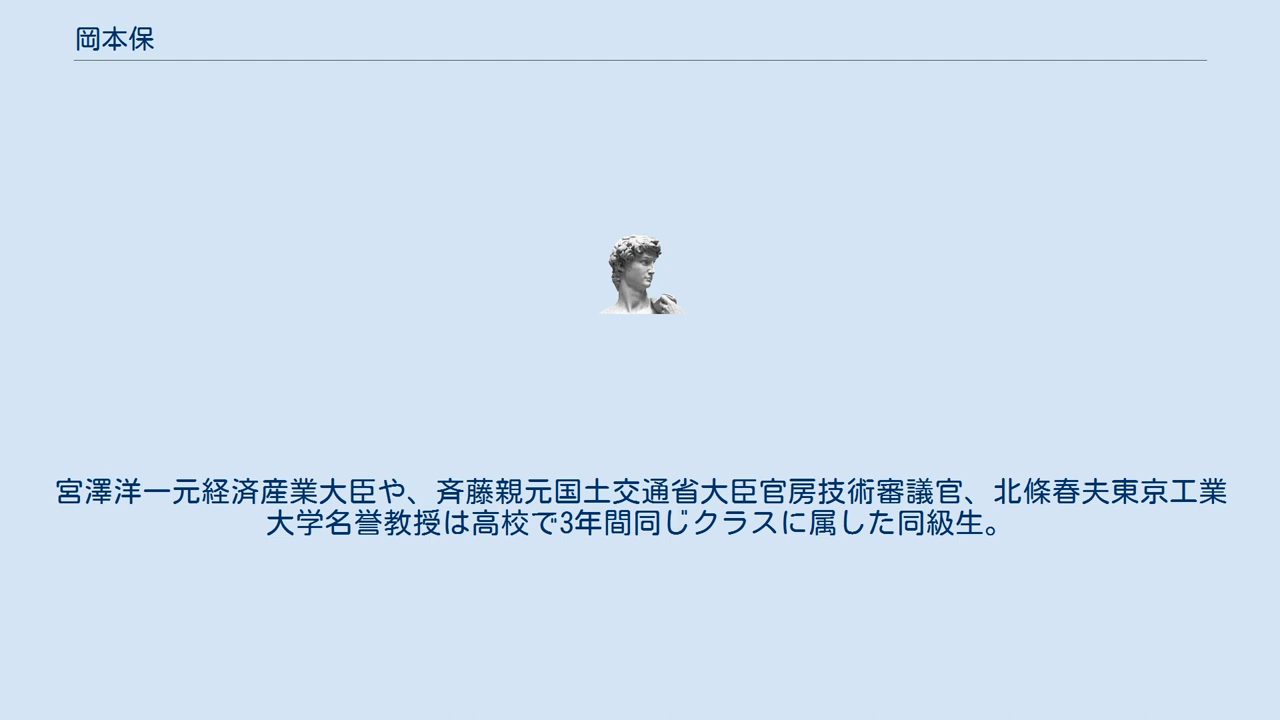 岡本保
宮澤洋一元経済産業大臣や、斉藤親元国土交通省大臣官房技術審議官、北條春夫東京工業
大学名誉教授は高校で3年間同じクラスに属した同級生。